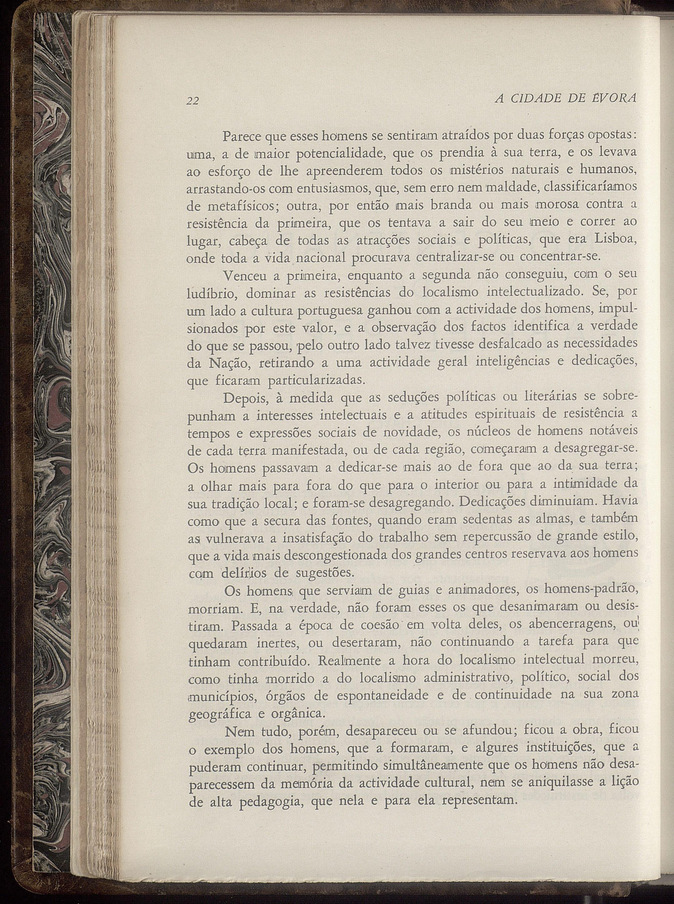 22 A CIDADE DE ÉVORA
Parece que esses homens se sentiram atraídos por duas forças opostas:
uma, a de maior potencialidade, que os prendia à sua terra, e os levava
ao esforço de lhe apreenderem todos os mistérios naturais e humanos,
arrastando-os com entusiasmos, que, sem erro nem maldade, classificaríamos
de metafísicos; outra, por então mais branda ou mais morosa contra a
resistência da primeira, que os tentava a sair do seu meio e correr ao
lugar, cabeça de todas as atracções sociais e políticas, que era Lisboa,
onde toda a vida nacional procurava centralizar-se ou concentrar-se.
Venceu a primeira, enquanto a segunda não conseguiu, com o seu
ludíbrio, dominar as resistências do localismo intelectualizado. Se, por
um lado a cultura portuguesa ganhou com a actividade dos homens, impul-
sionados por este valor, e a observação dos factos identifica a verdade
do que se passou, pelo outro lado talvez tivesse desfalcado as necessidades
da Nação, retirando a uma actividade geral inteligências e dedicações,
que ficaram particularizadas.
Depois, à medida que as seduções políticas ou literárias se sobre-
punham a interesses intelectuais e a atitudes espirituais de resistência a
tempos e expressões sociais de novidade, os núcleos de homens notáveis
de cada terra manifestada, ou de cada região, começaram a desagregar-se.
Os homens passavam a dedicar-se mais ao de fora que ao da sua terra;
a olhar mais para fora do que para o interior ou para a intimidade da
sua tradição local; e foram-se desagregando. Dedicações diminuiam. Havia
como que a secura das fontes, quando eram sedentas as almas, e também
as vulnerava a insatisfação do trabalho sem repercussão de grande estilo,
que a vida mais descongestionada dos grandes centros reservava aos homens
com delírios de sugestões.
Os homens que serviam de guias e animadores, os homens-padrão,
morriam. E, na verdade, não foram esses os que desanimaram ou desis-
tiram. Passada a época de coesão em volta deles, os abencerragens, ou
quedaram inertes, ou desertaram, não continuando a tarefa para que
tinham contribuído. Realmente a hora do localismo intelectual morreu,
como tinha morrido a do localismo administrativo, político, social dos
municípios, órgãos de espontaneidade e de continuidade na sua zona
geográfica e orgânica.
Nem tudo, porém, desapareceu ou se afundou; ficou a obra, ficou
o exemplo dos homens, que a formaram, e algures instituições, que a
puderam continuar, permitindo simultâneamente que os homens não desa-
parecessem da memória da actividade cultural, nem se aniquilasse a lição
de alta pedagogia, que nela e para ela representam.